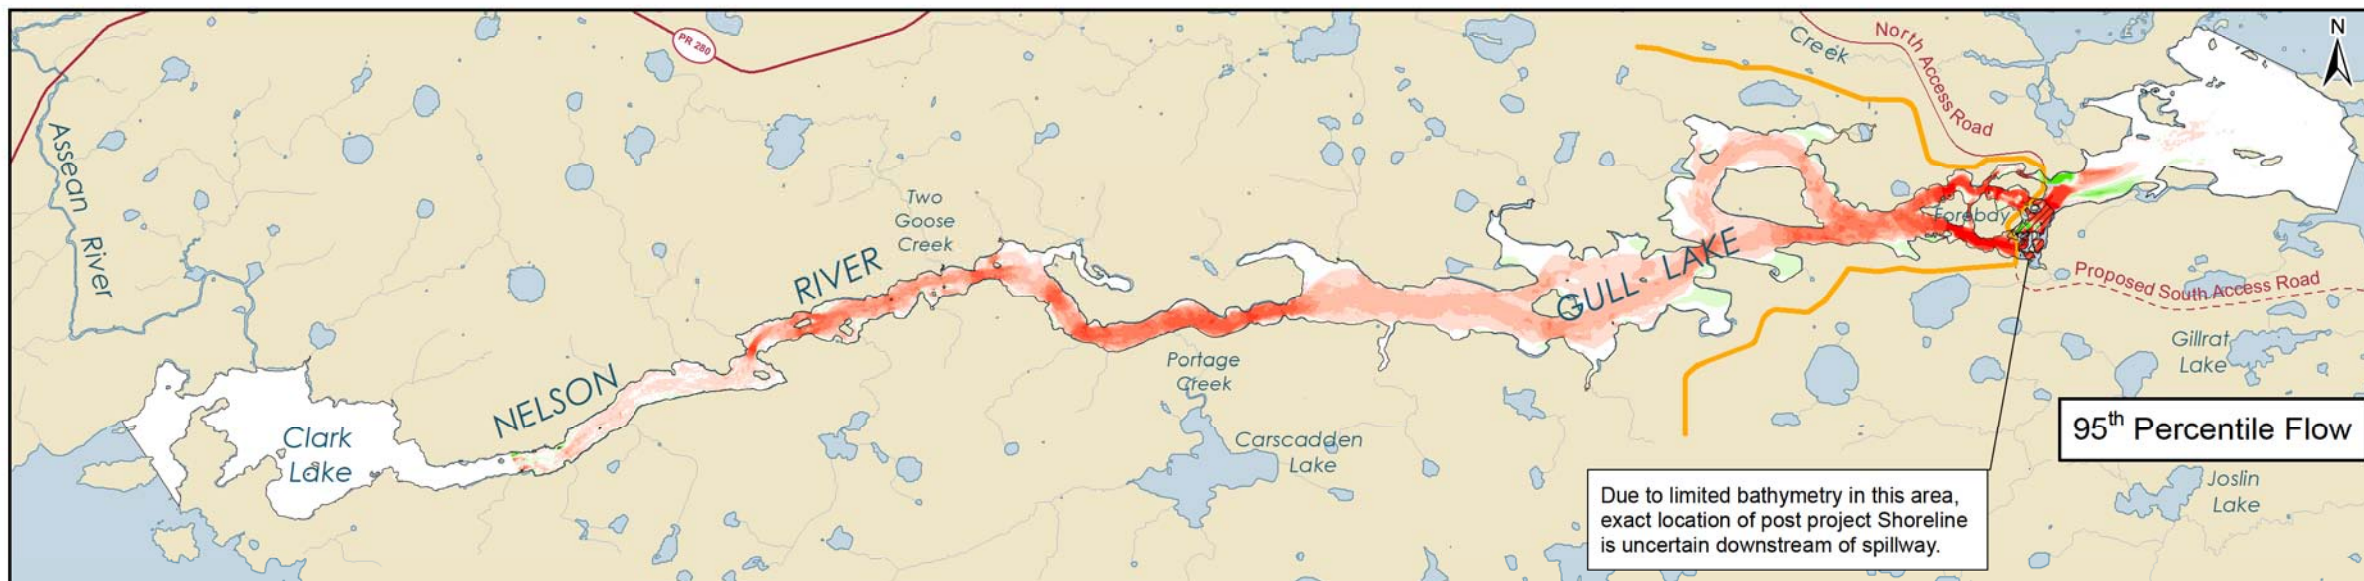 PR 280
North Access Road
Creek
N
Assean
River
Two
Goose
Creek
RIVER
NELSON
Forebay
GULL LAKE
Proposed South Access Road
Gillrat
Lake
Portage
Creek
Clark
Lake
Carscadden
Lake
95th Percentile Flow
Joslin
Lake
Due to limited bathymetry in this area,
exact location of post project Shoreline
is uncertain downstream of spillway.